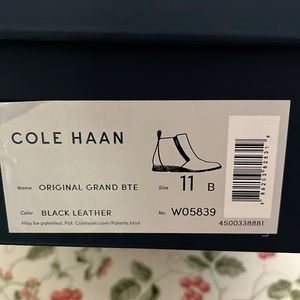 COLE HAAN
Name ORIGINAL GRAND BTE Size 11 B
Color BLACK LEATHER No. W05839
May be patented. Pat. Colehaan.com/Patents.html 4500338881